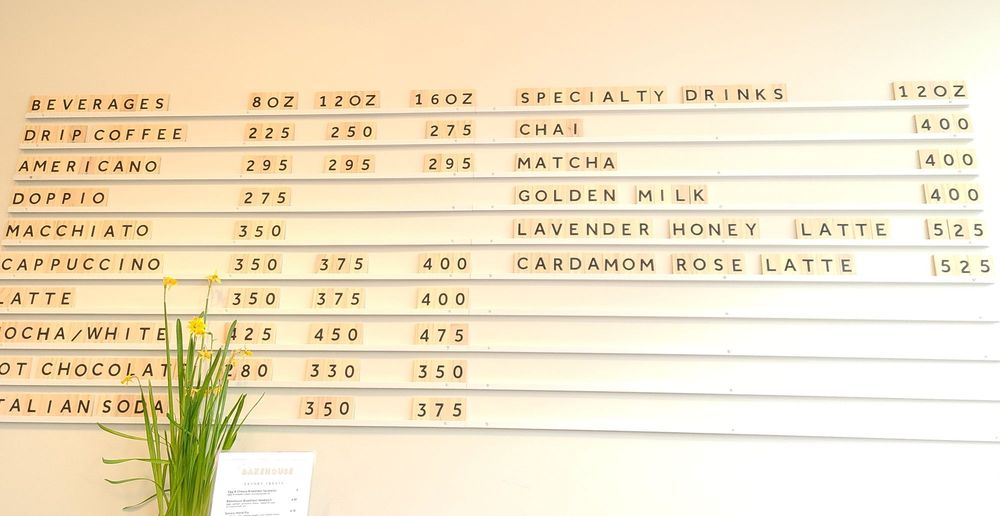 BEVERAGES 8OZ 12OZ 16OZ
DRIP COFFEE 225 250 275
AMERICANO 295 295 295
DOPPIO 275
MACCHIATO 350
CAPPUCCINO 350 375 400
LATTE 350 375 400
OCHA/WHITE 425 450 475
OT CHOCOLATE 280 330 350
TALIAN SODA 350 375
SPECIALTY DRINKS 12OZ
CHAI 400
MATCHA 400
GOLDEN MILK 400
LAVENDER HONEY LATTE 525
CARDAMOM ROSE LATTE 525
BAKEHOUSE